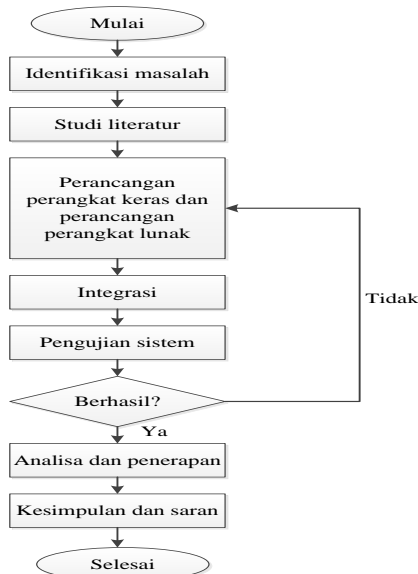 Mulai
Identifikasi masalah
Studi literatur
Perancangan
perangkat keras dan
perancangan
perangkat lunak
Integrasi
Tidak
Pengujian sistem
Berhasil?
Ya
Analisa dan penerapan
Kesimpulan dan saran
Selesai